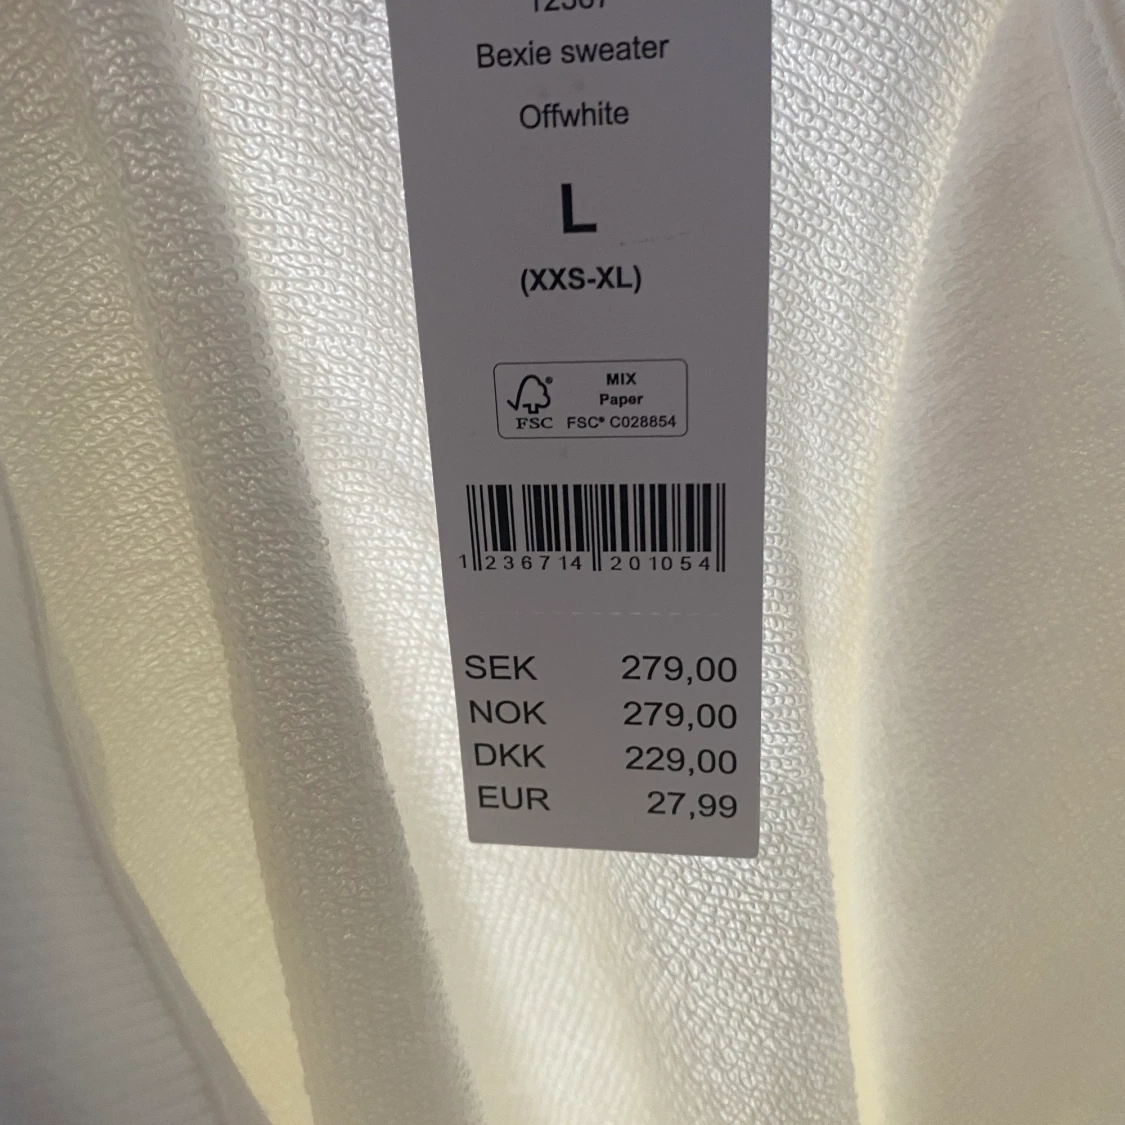 Bexie sweater
Offwhite
L
(XXS-XL)
MIX
Paper
FSC FSC® C028854
1 236714 201054
SEK 279,00
NOK 279,00
DKK 229,00
EUR 27,99